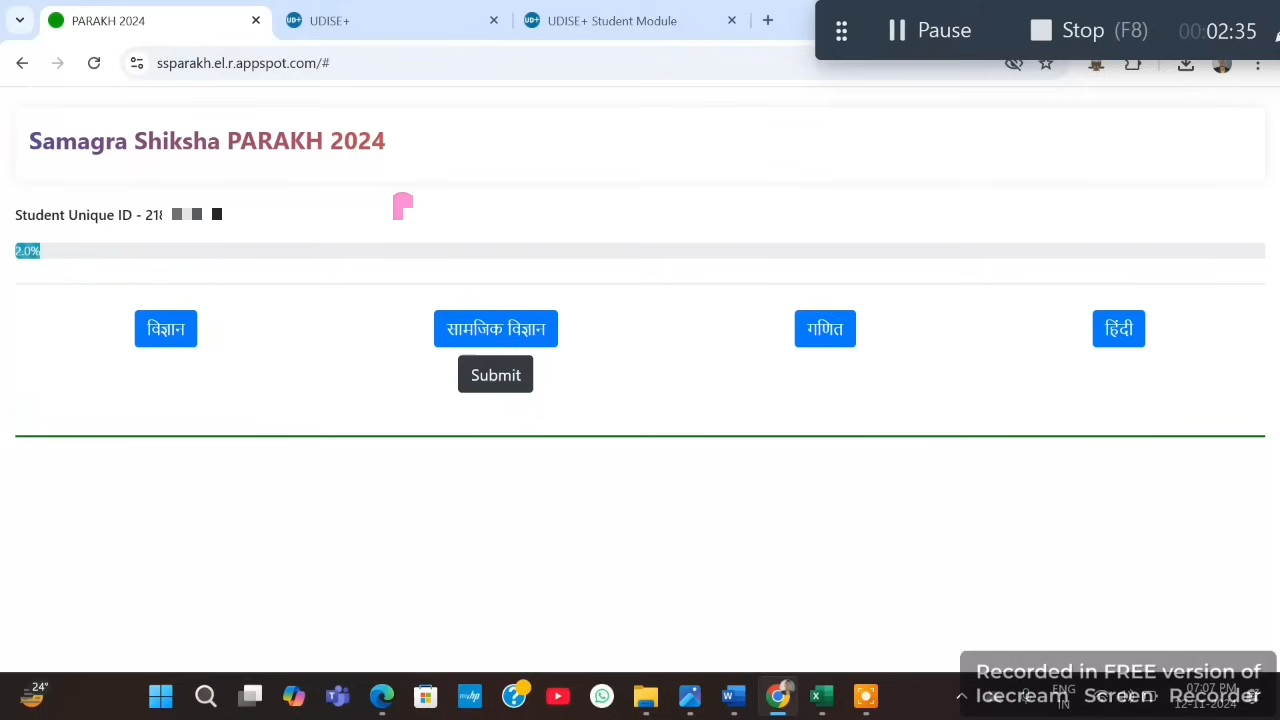 PARAKH 2024
UDISE+
UDISE+ Student Module
Pause
Stop (F8)
00:02:35
ssparakh.el.r.appspot.com/#
Samagra Shiksha PARAKH 2024
Student Unique ID - 218
2.0%
विज्ञान
सामजिक विज्ञान
गणित
हिंदी
Submit
Recorded in FREE version of
Icecream Screen Recorder
24°
ENG
IN
07:07 PM
12-11-2024